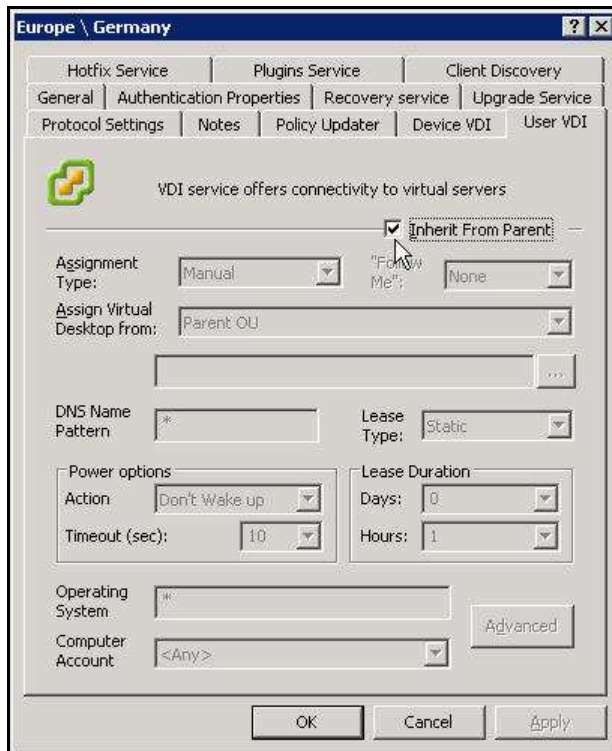 Europe \ Germany
Hotfix Service Plugins Service Client Discovery
General Authentication Properties Recovery service Upgrade Service
Protocol Settings Notes Policy Updater Device VDI User VDI
VDI service offers connectivity to virtual servers
Inherit From Parent
Assignment Type: Manual "Follow Me": None
Assign Virtual Desktop from: Parent OU
...
DNS Name Pattern * Lease Type: Static
Power options Lease Duration
Action Don't Wake up Days: 0
Timeout (sec): 10 Hours: 1
Operating System *
Advanced
Computer Account <Any>
OK Cancel Apply